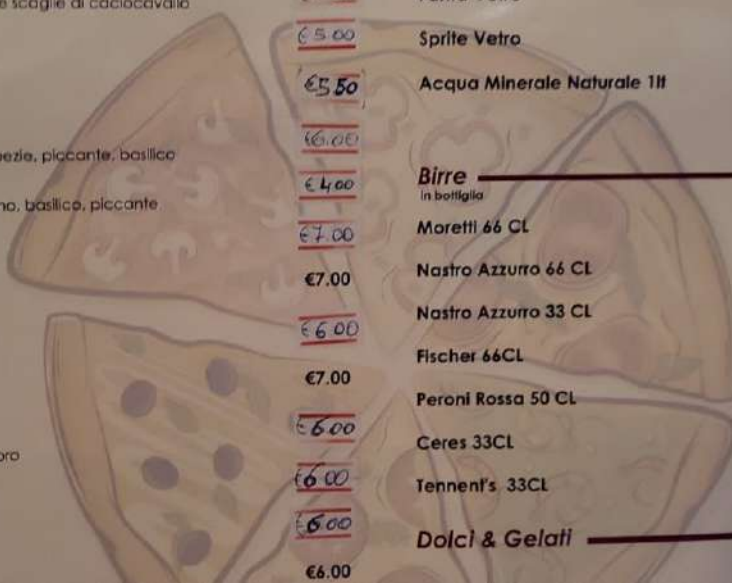 e scaglie di caciocavallo
€5.00
€5.50
€6.00
ezie, piccante, basilico
€4.00
no, basilico, piccante
€7.00
€7.00
€6.00
€7.00
€6.00
oro
€6.00
€6.00
€6.00
Sprite Vetro
Acqua Minerale Naturale 1lt
Birre
in bottiglia
Moretti 66 CL
Nastro Azzurro 66 CL
Nastro Azzurro 33 CL
Fischer 66CL
Peroni Rossa 50 CL
Ceres 33CL
Tennent's 33CL
Dolci & Gelati